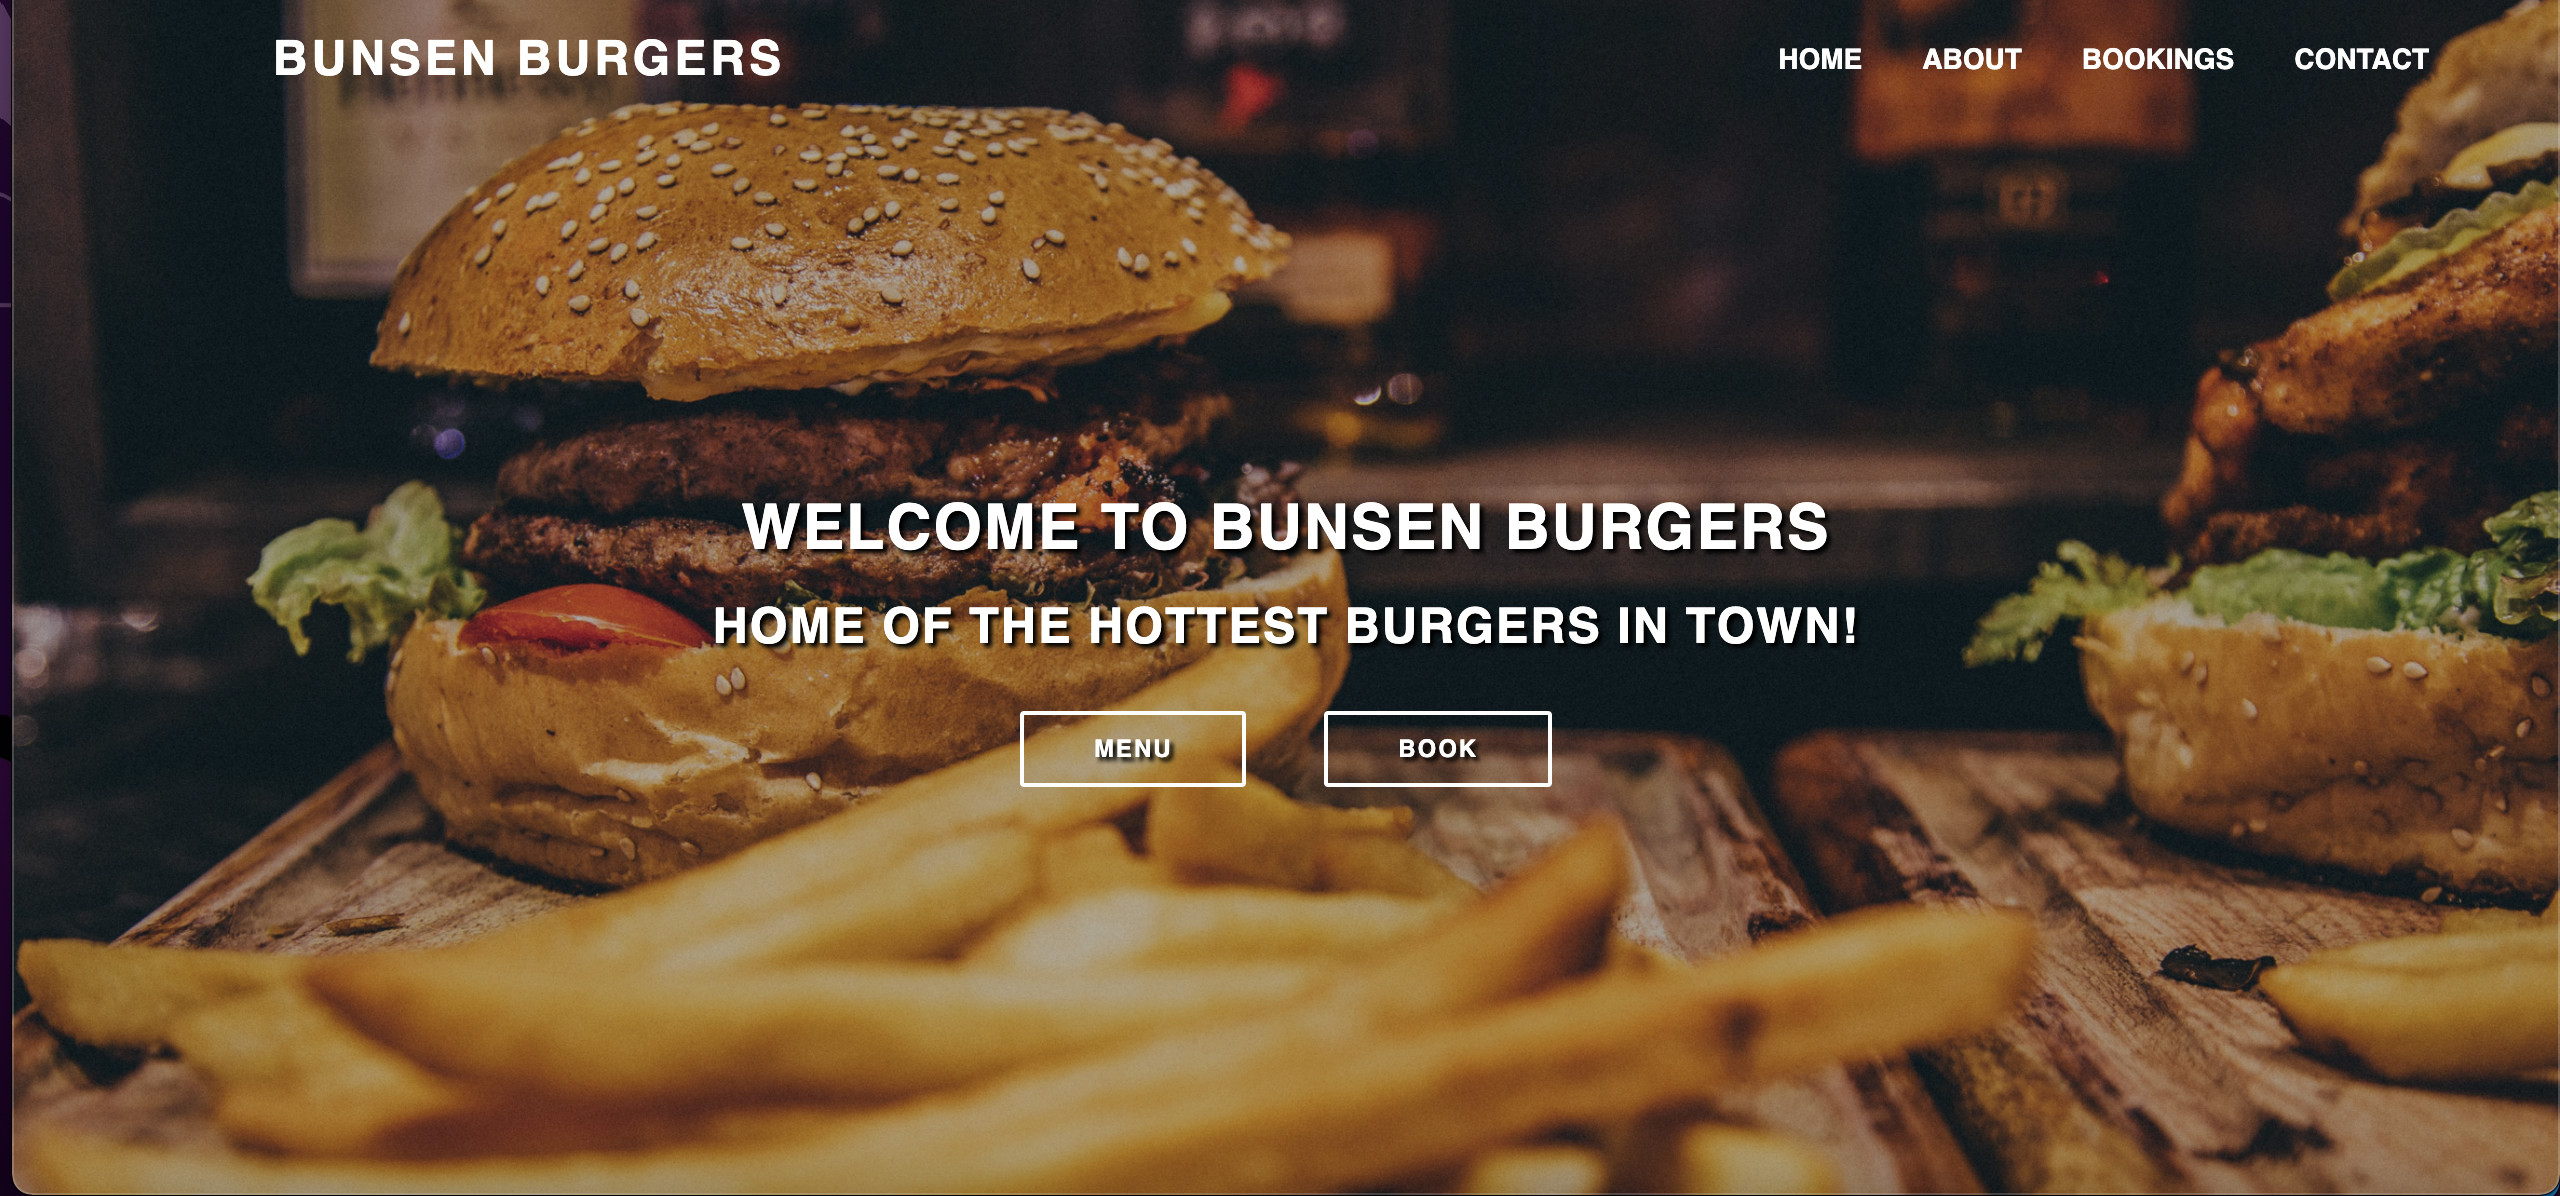 BUNSEN BURGERS
HOME ABOUT BOOKINGS CONTACT
WELCOME TO BUNSEN BURGERS
HOME OF THE HOTTEST BURGERS IN TOWN!
MENU BOOK